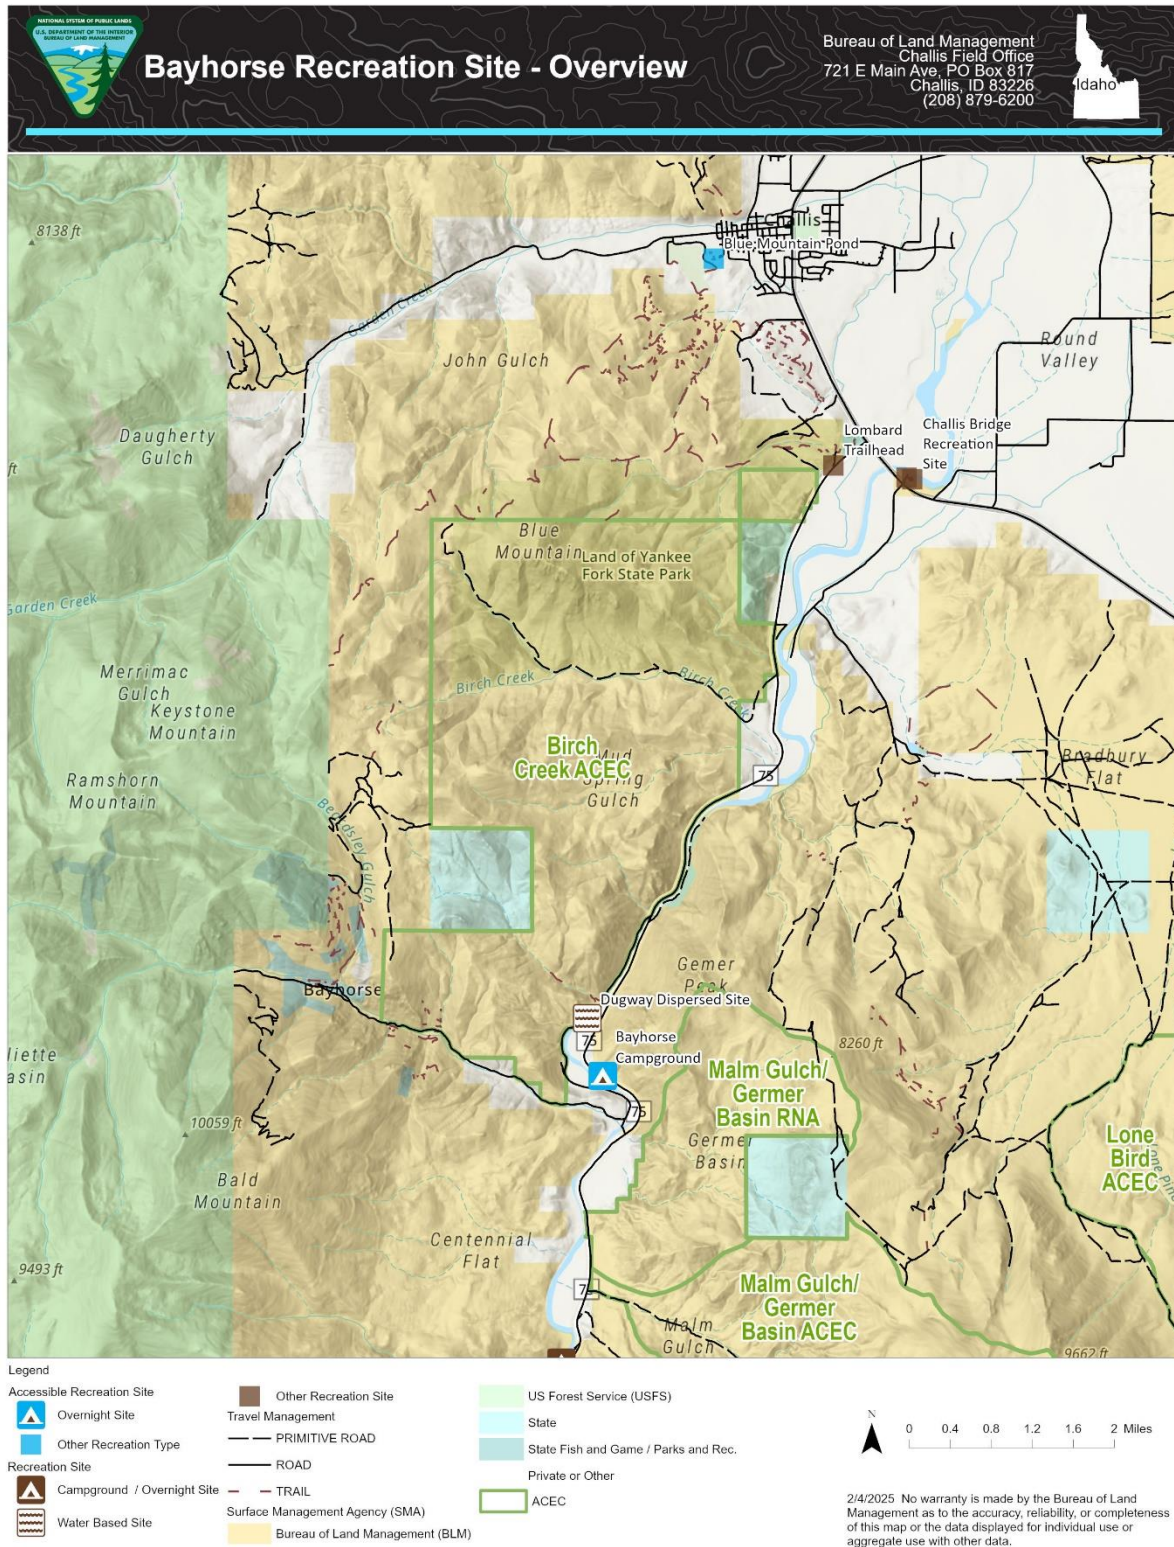 NATIONAL SYSTEM OF PUBLIC LANDS
U.S. DEPARTMENT OF THE INTERIOR
BUREAU OF LAND MANAGEMENT
Bayhorse Recreation Site - Overview
Bureau of Land Management
Challis Field Office
721 E Main Ave, PO Box 817
Challis, ID 83226
(208) 879-6200
Idaho
8138 ft
Challis
Blue Mountain Pond
Garden Creek
John Gulch
Round
Valley
Daugherty
Gulch
ft
Lombard
Trailhead
Challis Bridge
Recreation
Site
Blue
Mountain
Land of Yankee
Fork State Park
Garden Creek
Merrimac
Gulch
Keystone
Mountain
Birch Creek
Birch Creek
Birch
Creek ACEC
Mud
Spring
Gulch
75
Bradbury
Flat
Ramshorn
Mountain
Beardsley Gulch
Gemer
Peak
Bayhorse
Dugway Dispersed Site
75
Bayhorse
Campground
8260 ft
liette
asin
Malm Gulch/
Germer
Basin RNA
75
10059 ft
Germer
Basin
Lone
Bird
ACEC
Lone Pine
Bald
Mountain
Centennial
Flat
9493 ft
Malm Gulch/
Germer
Basin ACEC
Malm
Gulch
9662 ft
Legend
Accessible Recreation Site
Overnight Site
Other Recreation Type
Recreation Site
Campground / Overnight Site
Water Based Site
Other Recreation Site
Travel Management
PRIMITIVE ROAD
ROAD
TRAIL
Surface Management Agency (SMA)
Bureau of Land Management (BLM)
US Forest Service (USFS)
State
State Fish and Game / Parks and Rec.
Private or Other
ACEC
N
0 0.4 0.8 1.2 1.6 2 Miles
2/4/2025 No warranty is made by the Bureau of Land
Management as to the accuracy, reliability, or completeness
of this map or the data displayed for individual use or
aggregate use with other data.